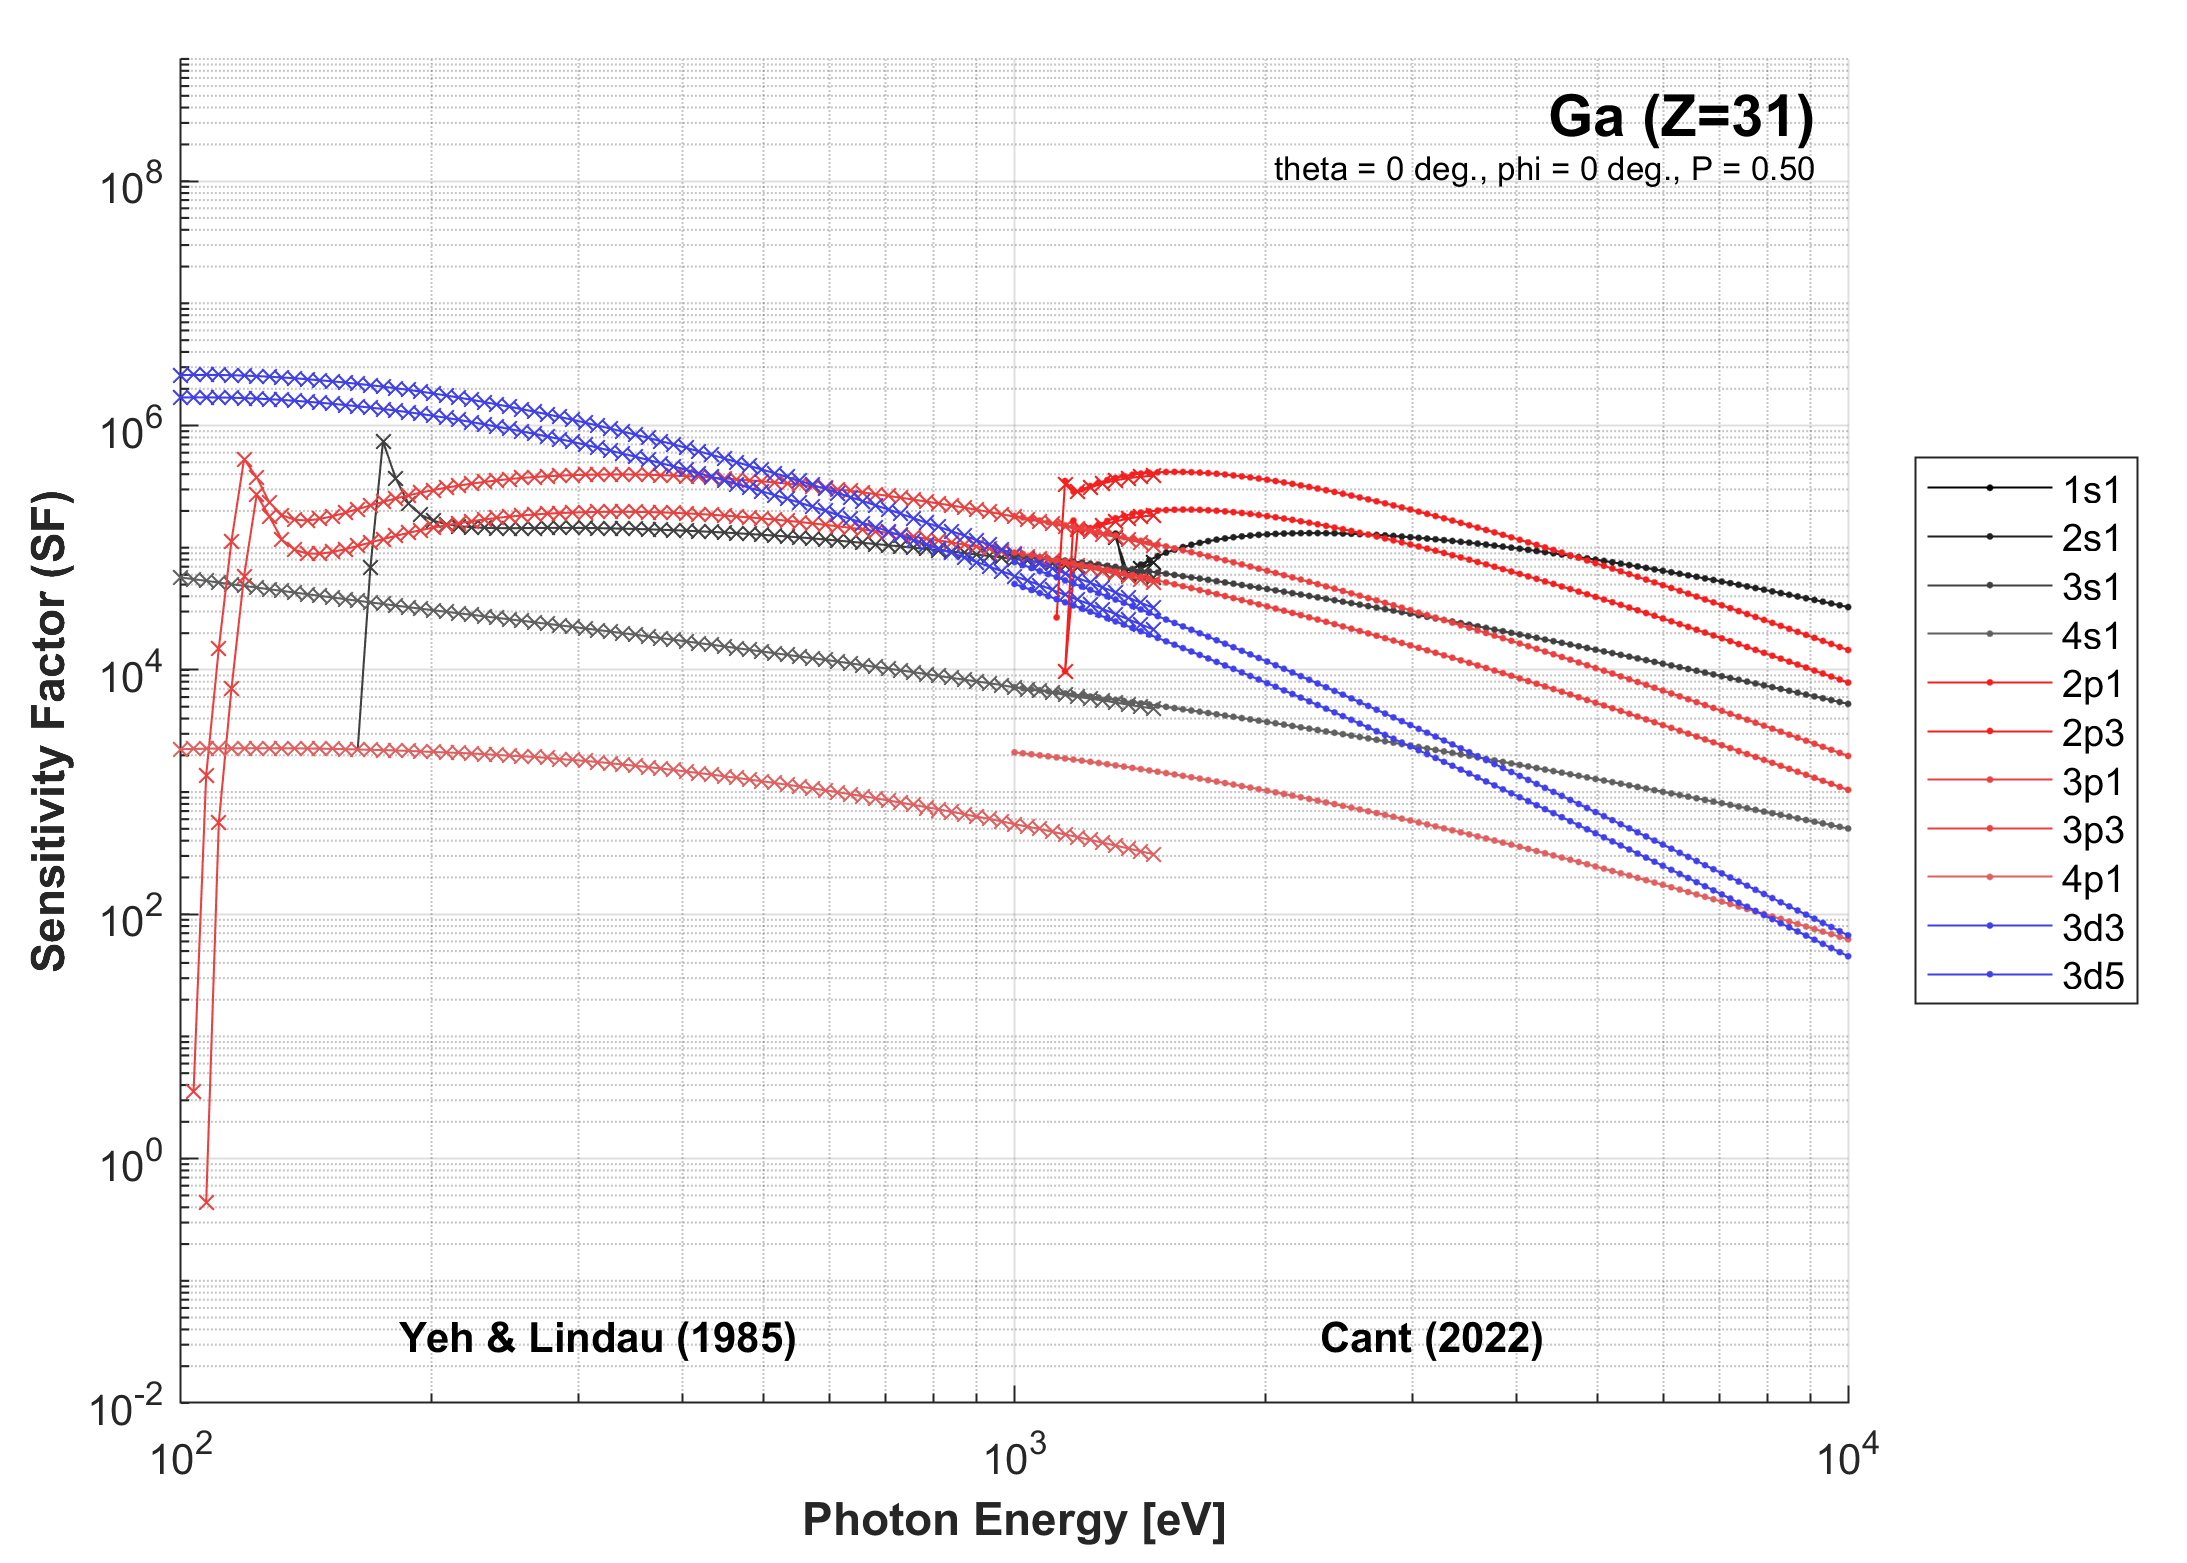 Ga (Z=31)
theta = 0 deg., phi = 0 deg., P = 0.50
Sensitivity Factor (SF)
10^8
10^6
10^4
10^2
10^0
10^-2
10^2
10^3
10^4
Photon Energy [eV]
Yeh & Lindau (1985)
Cant (2022)
1s1
2s1
3s1
4s1
2p1
2p3
3p1
3p3
4p1
3d3
3d5